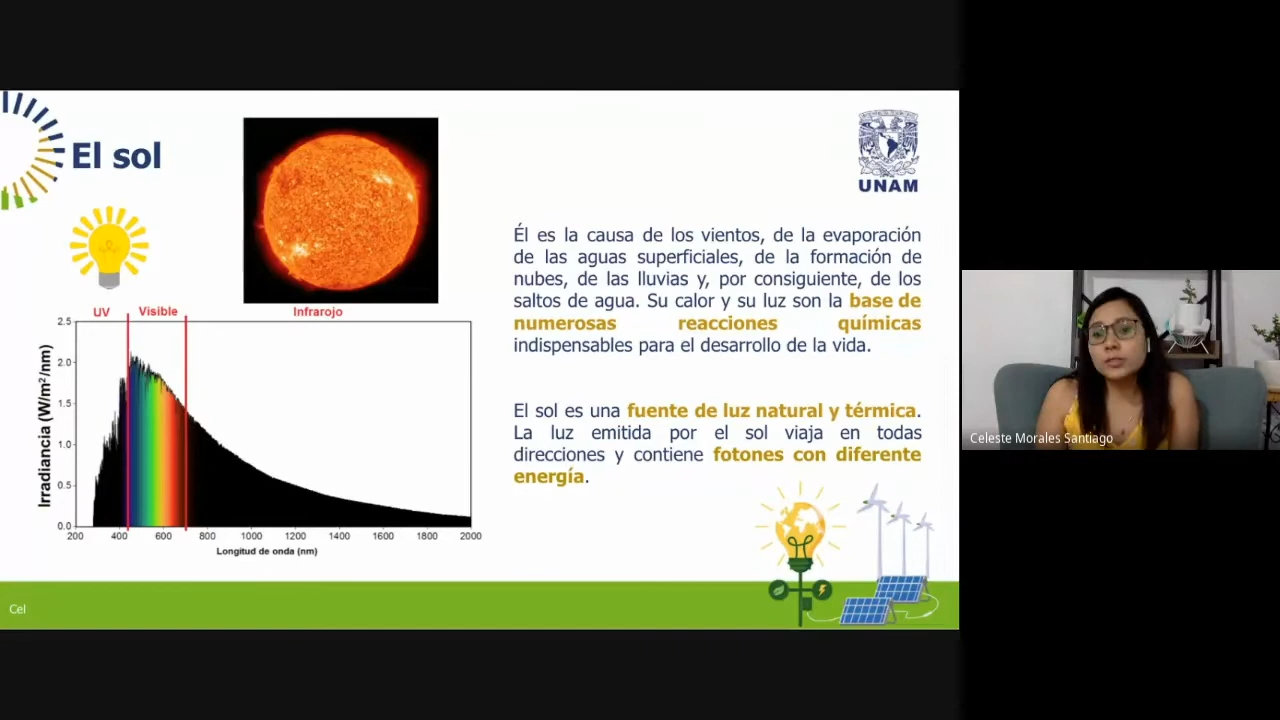 El sol
UNAM
Él es la causa de los vientos, de la evaporación
de las aguas superficiales, de la formación de
nubes, de las lluvias y, por consiguiente, de los
saltos de agua. Su calor y su luz son la base de
numerosas reacciones químicas
indispensables para el desarrollo de la vida.
El sol es una fuente de luz natural y térmica.
La luz emitida por el sol viaja en todas
direcciones y contiene fotones con diferente
energía.
UV Visible Infrarojo
Irradiancia (W/m²/nm)
2.5
2.0
1.5
1.0
0.5
0.0
200 400 600 800 1000 1200 1400 1600 1800 2000
Longitud de onda (nm)
Cel
Celeste Morales Santiago